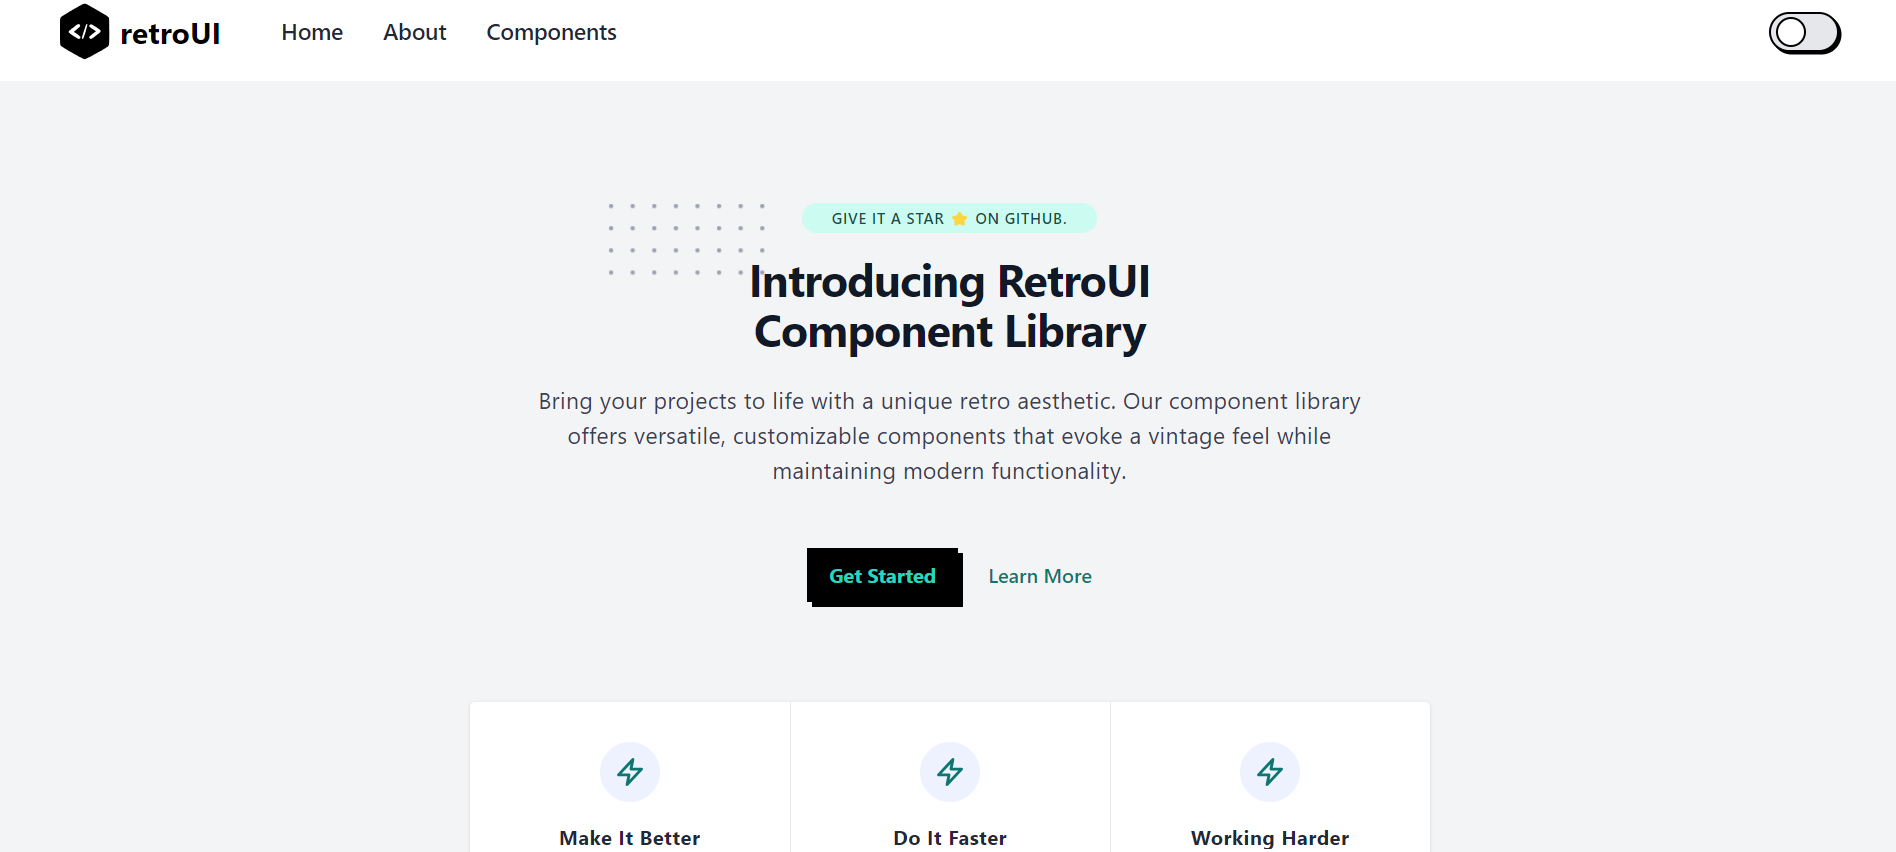 </> retroUI
Home
About
Components
GIVE IT A STAR ⭐ ON GITHUB.
Introducing RetroUI
Component Library
Bring your projects to life with a unique retro aesthetic. Our component library
offers versatile, customizable components that evoke a vintage feel while
maintaining modern functionality.
Get Started
Learn More
Make It Better
Do It Faster
Working Harder